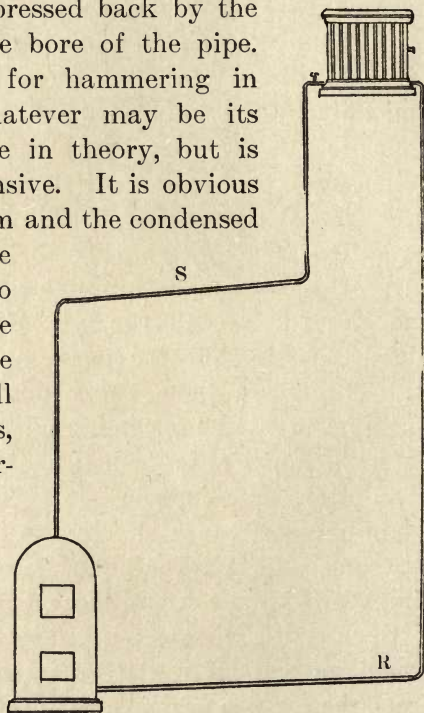 pressed back by the
e bore of the pipe.
for hammering in
hatever may be its
e in theory, but is
nsive. It is obvious
m and the condensed
e
o
e
e
ll
s,
r-
S
R